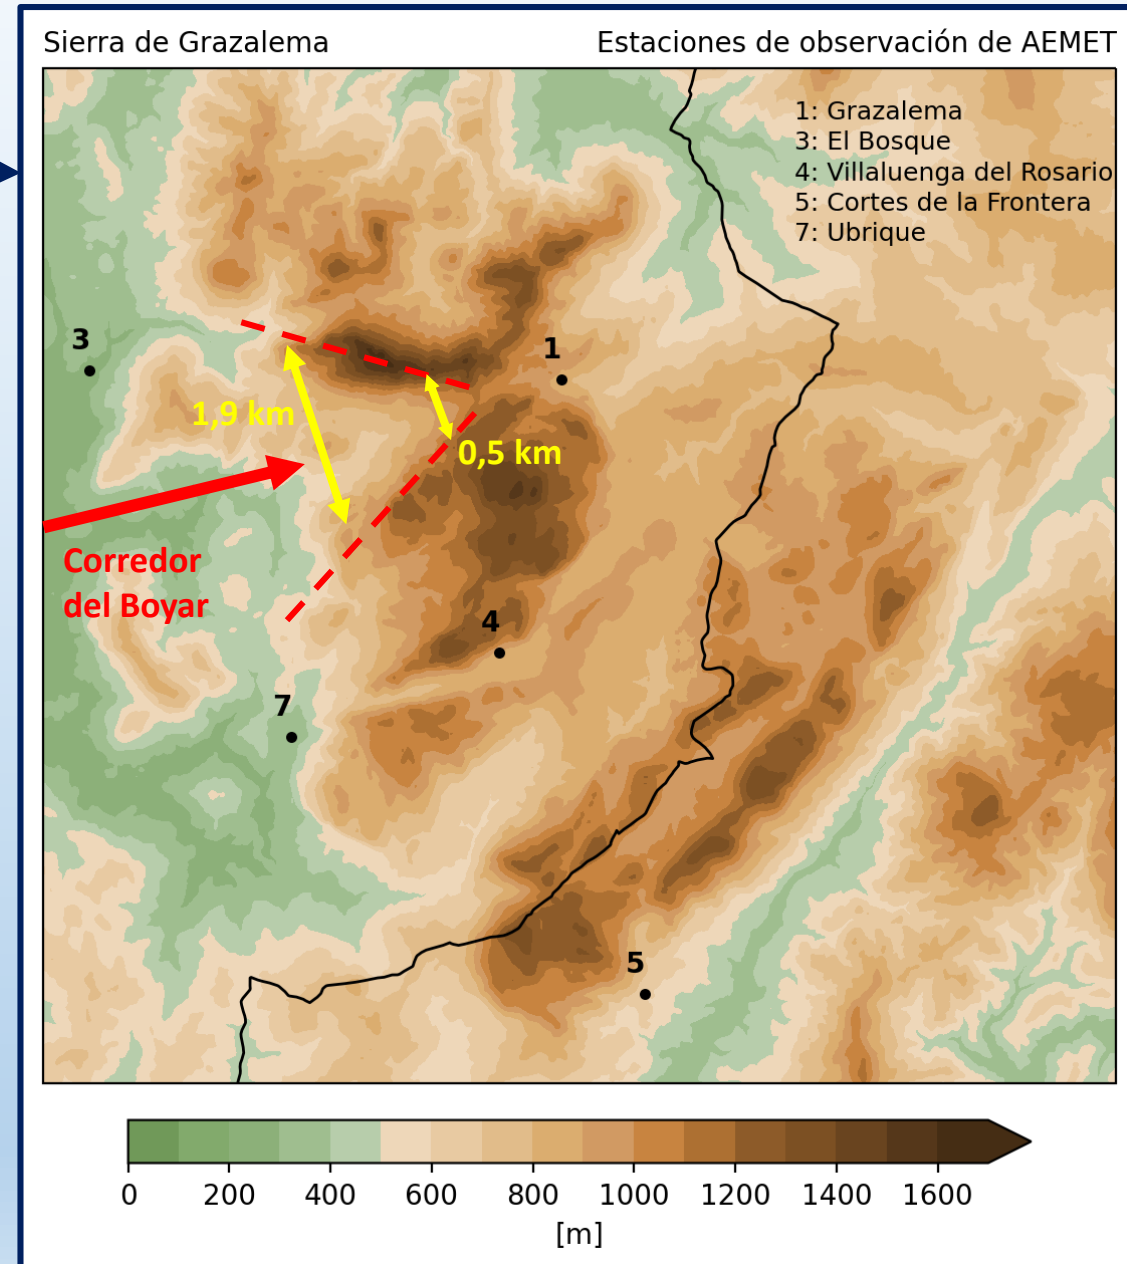 Sierra de Grazalema
Estaciones de observación de AEMET
1: Grazalema
3: El Bosque
4: Villaluenga del Rosario
5: Cortes de la Frontera
7: Ubrique
3
1
1,9 km
0,5 km
Corredor
del Boyar
4
7
5
0 200 400 600 800 1000 1200 1400 1600
[m]